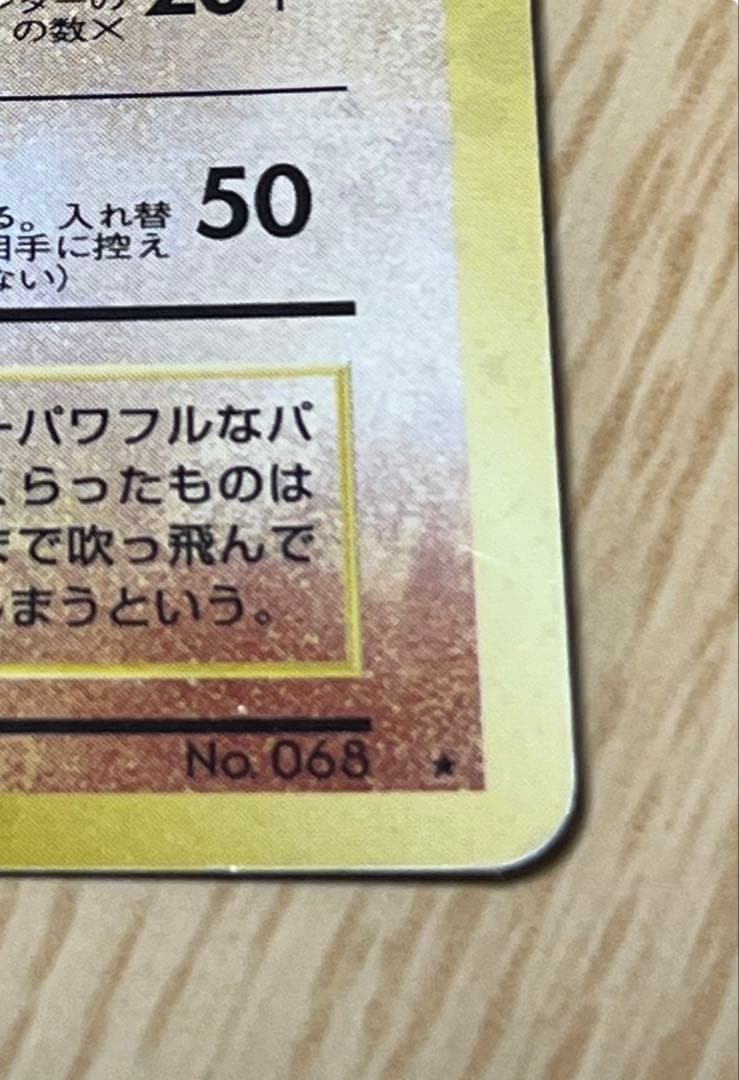 の数×
50
る。入れ替
相手に控え
ない）
ーパワフルなパ
くらったものは
まで吹っ飛んで
しまうという。
No. 068 ★